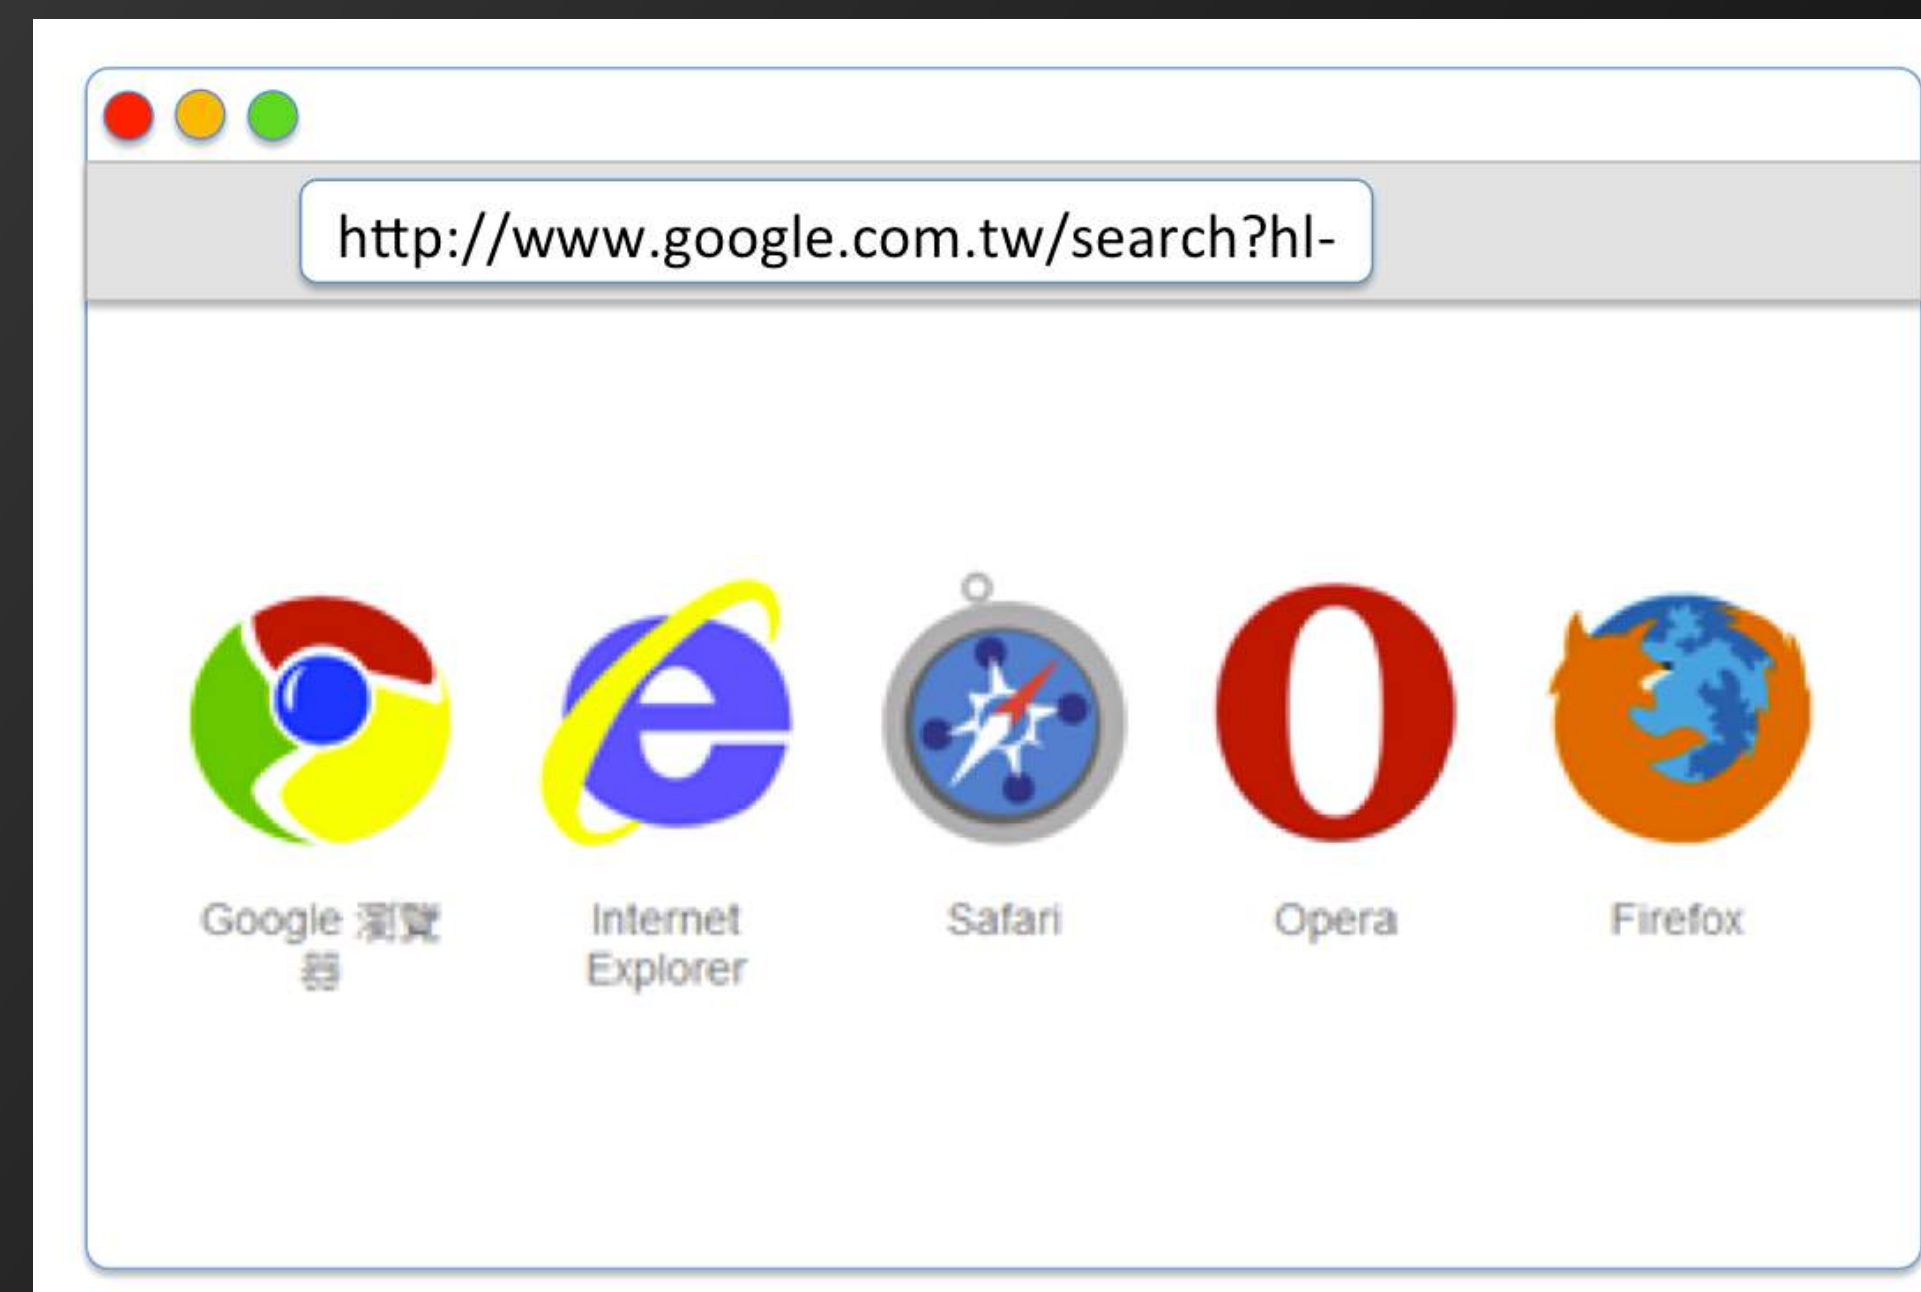 http://www.google.com.tw/search?hl-
Google 瀏覽
器
Internet
Explorer
Safari
Opera
Firefox